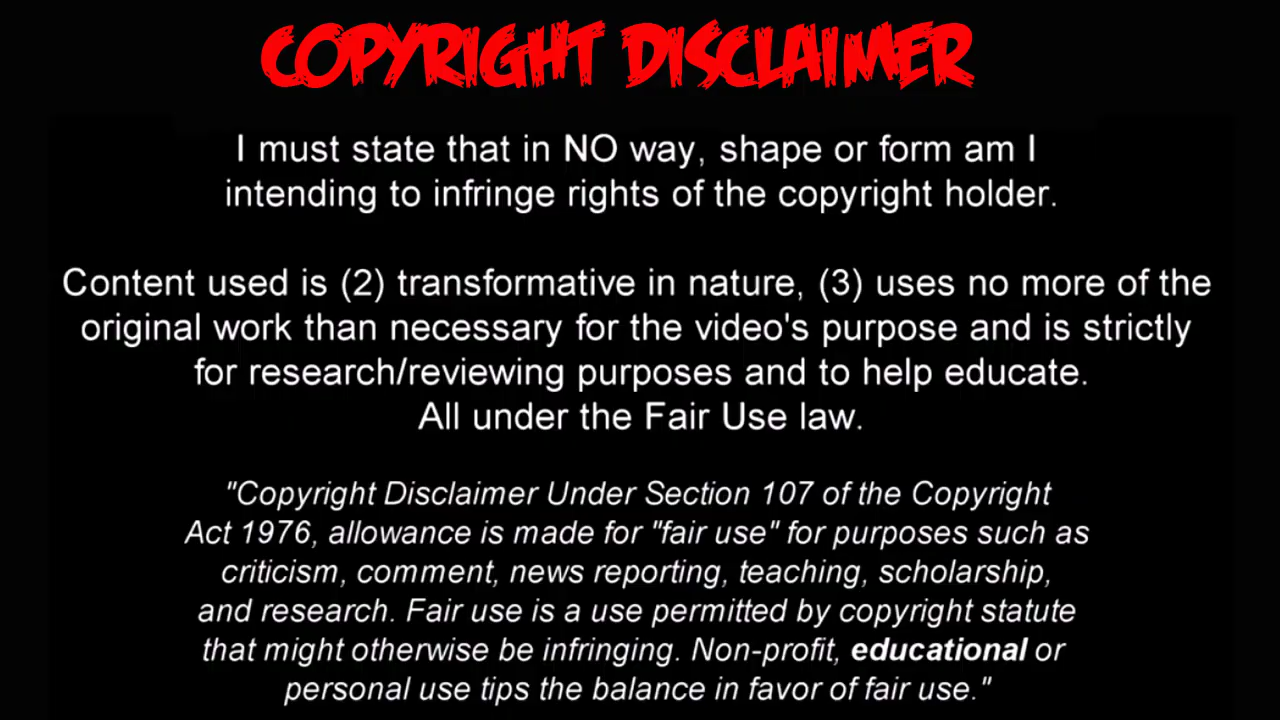 COPYRIGHT DISCLAIMER
I must state that in NO way, shape or form am I
intending to infringe rights of the copyright holder.
Content used is (2) transformative in nature, (3) uses no more of the
original work than necessary for the video's purpose and is strictly
for research/reviewing purposes and to help educate.
All under the Fair Use law.
"Copyright Disclaimer Under Section 107 of the Copyright
Act 1976, allowance is made for "fair use" for purposes such as
criticism, comment, news reporting, teaching, scholarship,
and research. Fair use is a use permitted by copyright statute
that might otherwise be infringing. Non-profit, educational or
personal use tips the balance in favor of fair use."